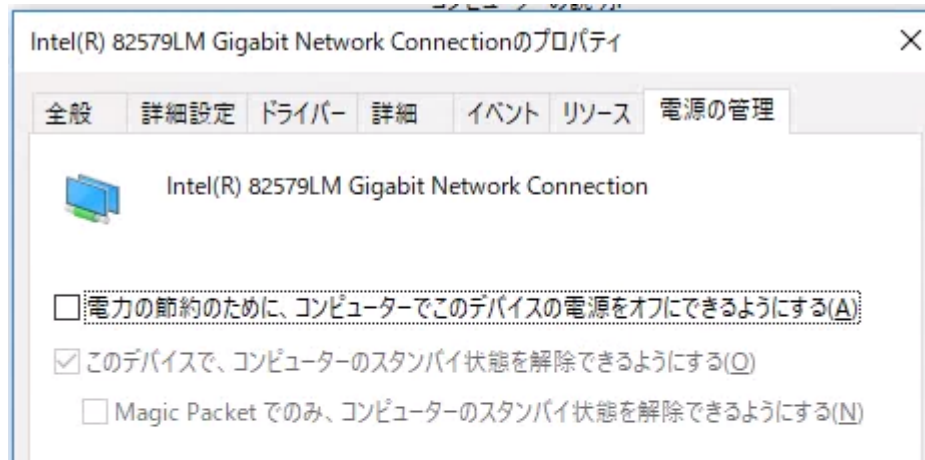 Intel(R) 82579LM Gigabit Network Connectionのプロパティ
全般 詳細設定 ドライバー 詳細 イベント リソース 電源の管理
Intel(R) 82579LM Gigabit Network Connection
電力の節約のために、コンピューターでこのデバイスの電源をオフにできるようにする(A)
このデバイスで、コンピューターのスタンバイ状態を解除できるようにする(O)
Magic Packet でのみ、コンピューターのスタンバイ状態を解除できるようにする(N)